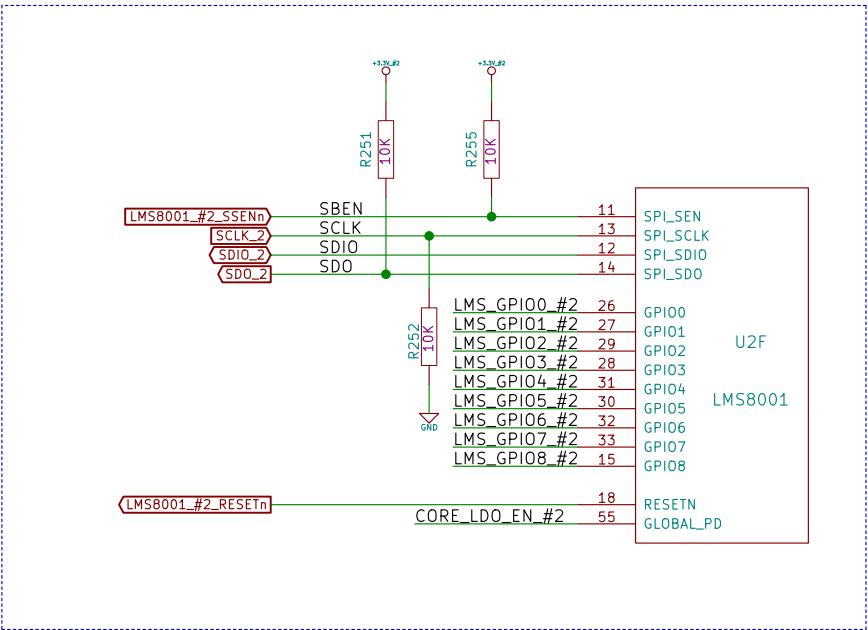 +3.3V_#2 +3.3V_#2
R251 10K R255 10K
LMS8001_#2_SSENn SBEN 11 SPI_SEN
SCLK_2 SCLK 13 SPI_SCLK
SDIO_2 SDIO 12 SPI_SDIO
SDO_2 SDO 14 SPI_SDO
LMS_GPIO0_#2 26 GPIO0
LMS_GPIO1_#2 27 GPIO1
R252 10K
LMS_GPIO2_#2 29 GPIO2
U2F
LMS_GPIO3_#2 28 GPIO3
LMS_GPIO4_#2 31 GPIO4
LMS8001
LMS_GPIO5_#2 30 GPIO5
LMS_GPIO6_#2 32 GPIO6
GND
LMS_GPIO7_#2 33 GPIO7
LMS_GPIO8_#2 15 GPIO8
LMS8001_#2_RESETn 18 RESETN
CORE_LDO_EN_#2 55 GLOBAL_PD